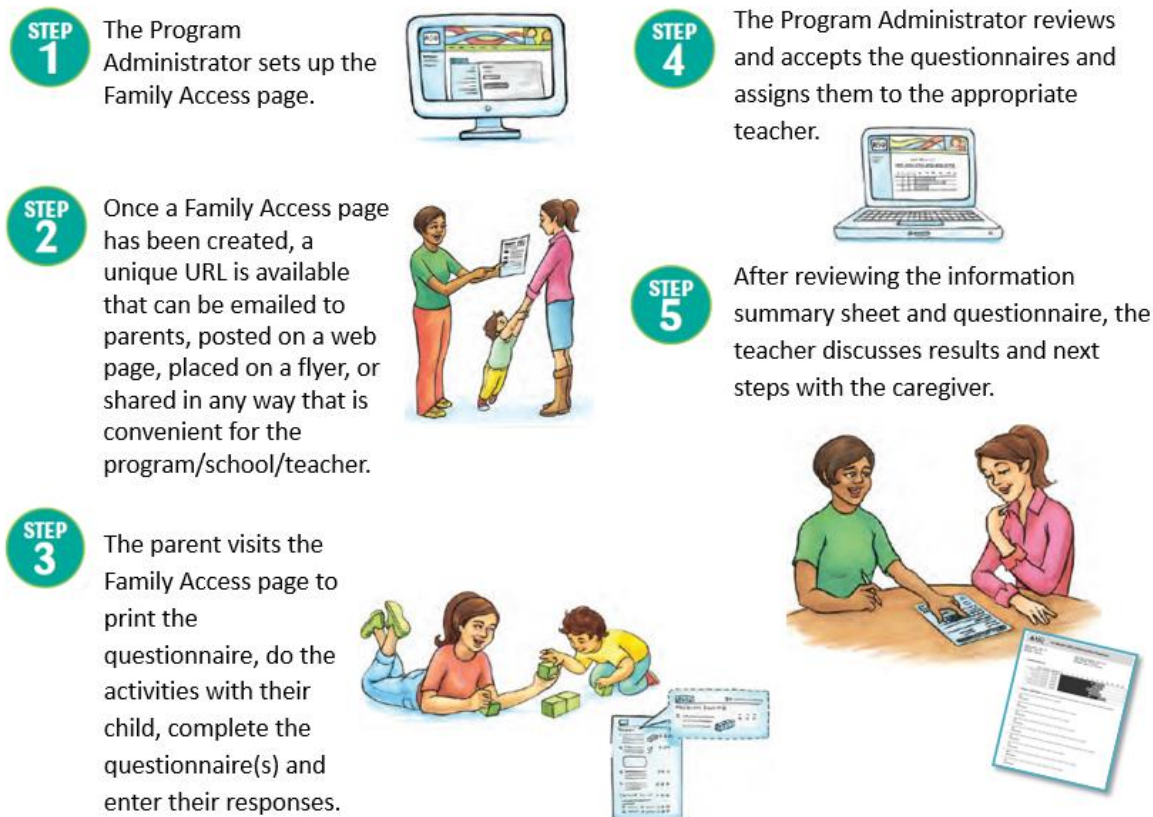 STEP
1
The Program
Administrator sets up the
Family Access page.
STEP
2
Once a Family Access page
has been created, a
unique URL is available
that can be emailed to
parents, posted on a web
page, placed on a flyer, or
shared in any way that is
convenient for the
program/school/teacher.
STEP
3
The parent visits the
Family Access page to
print the
questionnaire, do the
activities with their
child, complete the
questionnaire(s) and
enter their responses.
STEP
4
The Program Administrator reviews
and accepts the questionnaires and
assigns them to the appropriate
teacher.
STEP
5
After reviewing the information
summary sheet and questionnaire, the
teacher discusses results and next
steps with the caregiver.